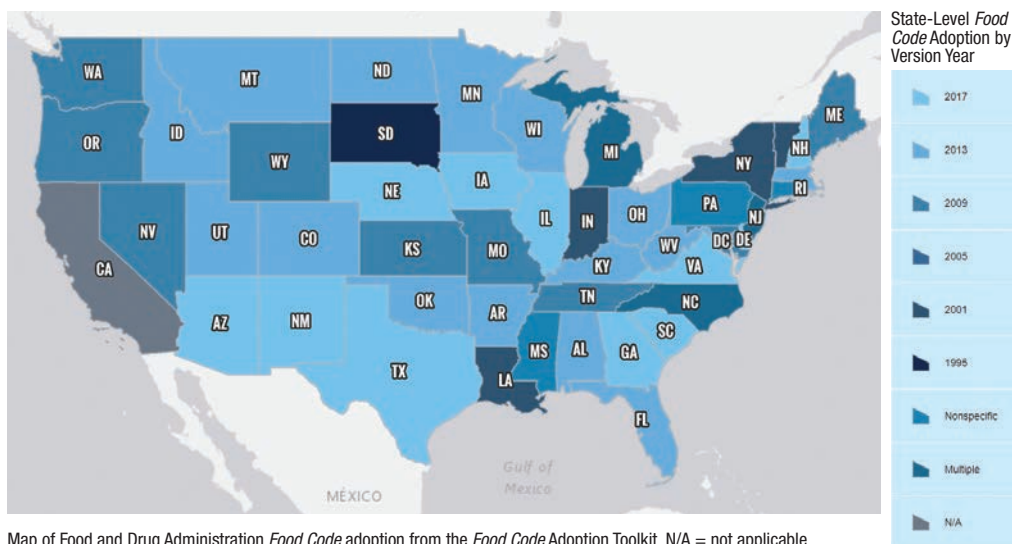 State-Level Food
Code Adoption by
Version Year
WA
MT
ND
MN
ME
OR
ID
SD
WI
NH
WY
MI
NY
RI
NE
IA
PA
NJ
NV
UT
CO
IL
IN
OH
DC
DE
KS
MO
WV
VA
KY
CA
OK
TN
NC
AZ
NM
AR
SC
MS
AL
GA
TX
LA
FL
Gulf of
Mexico
MÉXICO
2017
2013
2009
2005
2001
1995
Nonspecific
Multiple
N/A
Map of Food and Drug Administration Food Code adoption from the Food Code Adoption Toolkit. N/A = not applicable.